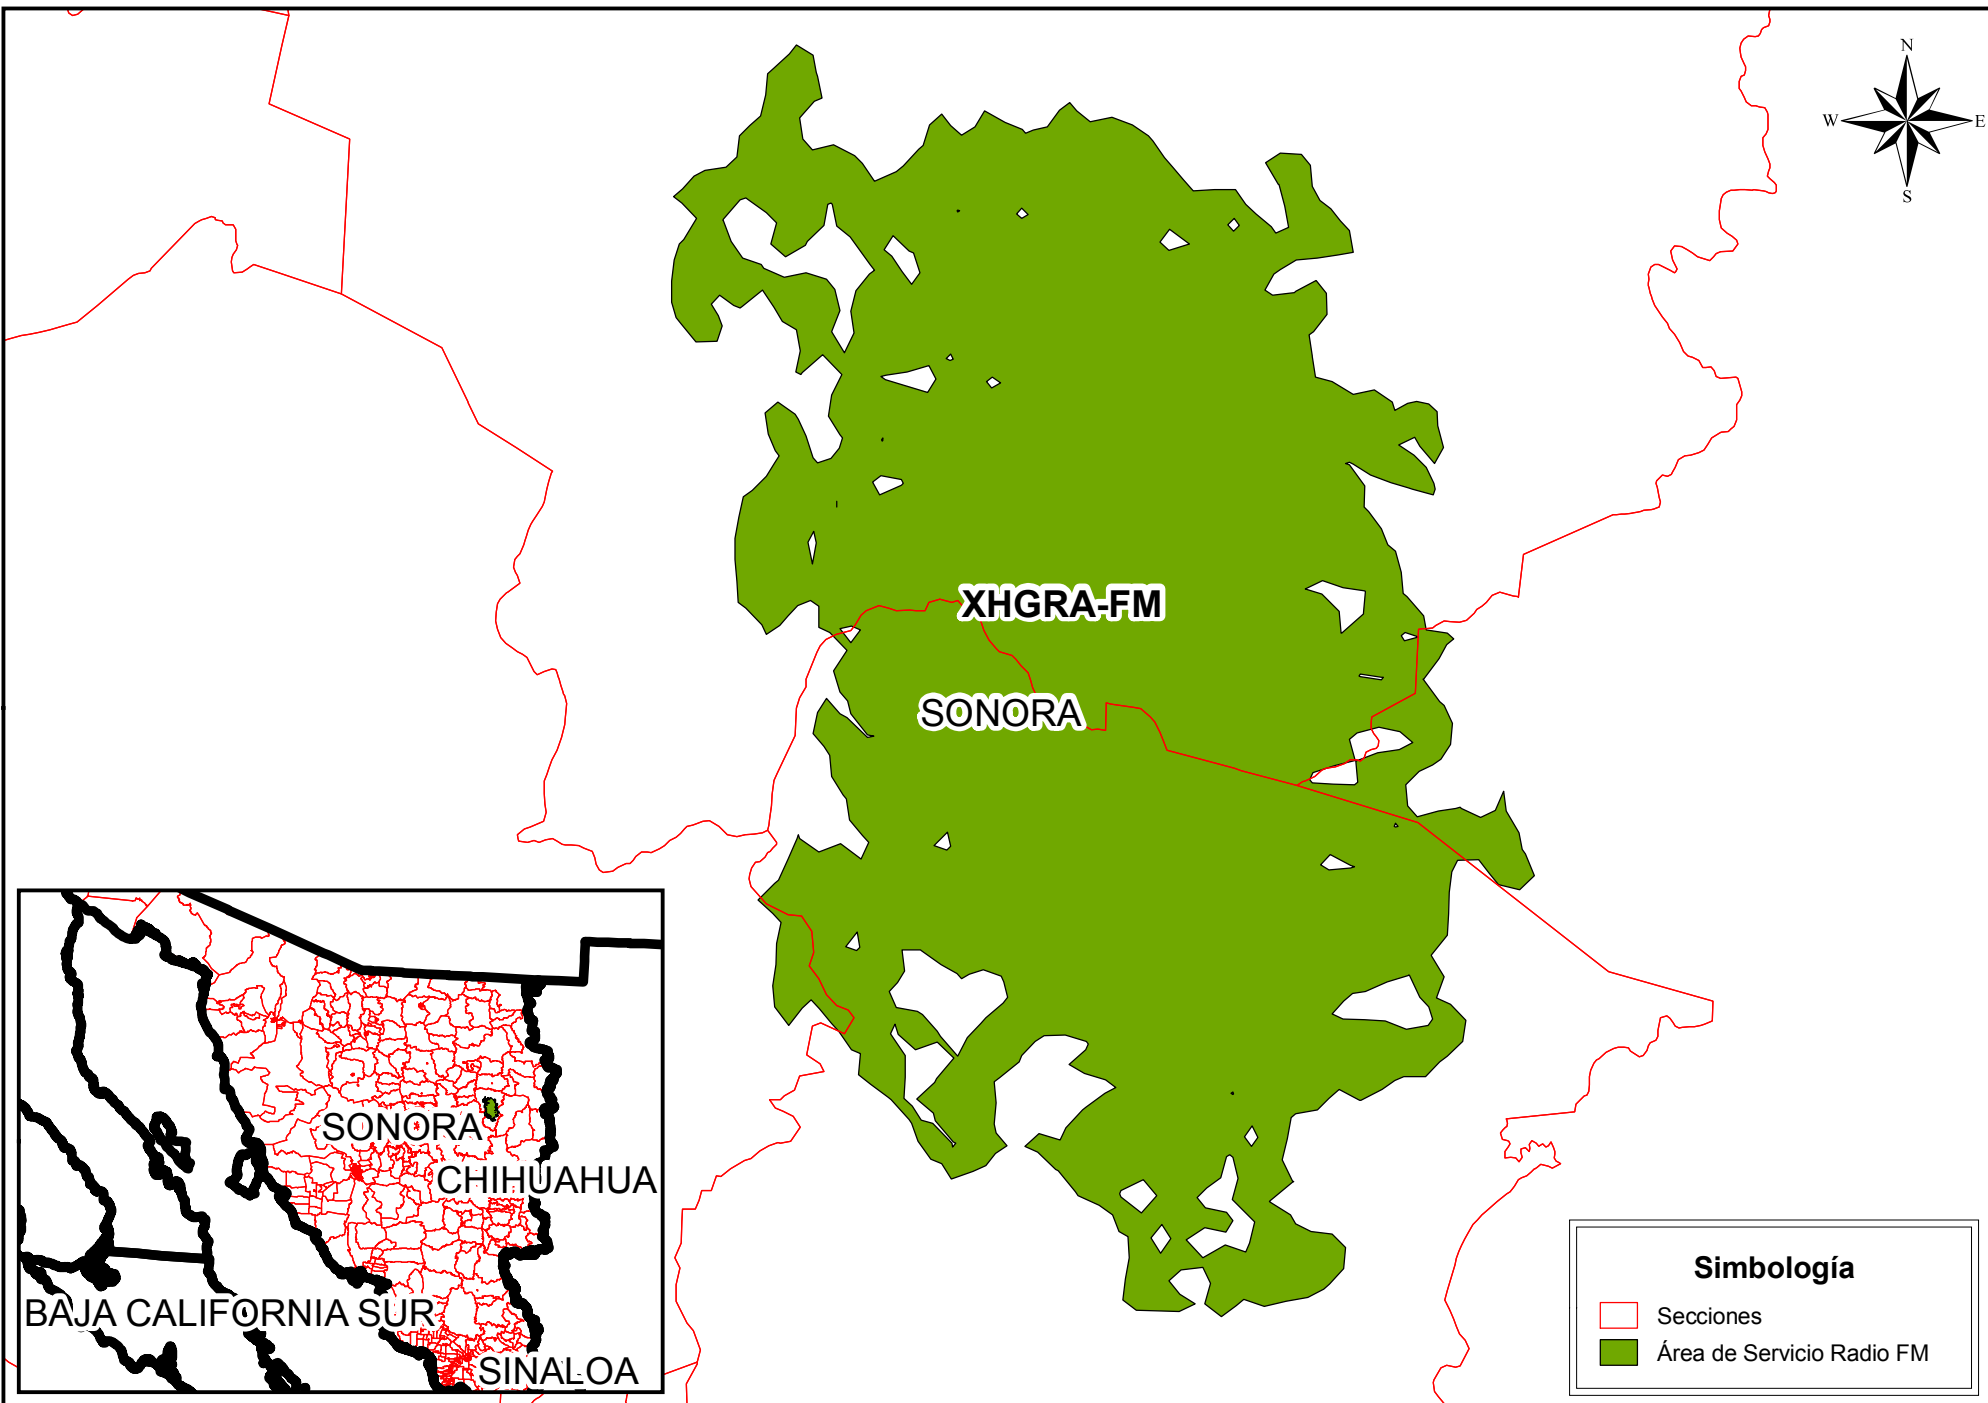 N
W E
S
XHGRA-FM
SONORA
SONORA
CHIHUAHUA
BAJA CALIFORNIA SUR
SINALOA
Simbología
Secciones
Área de Servicio Radio FM